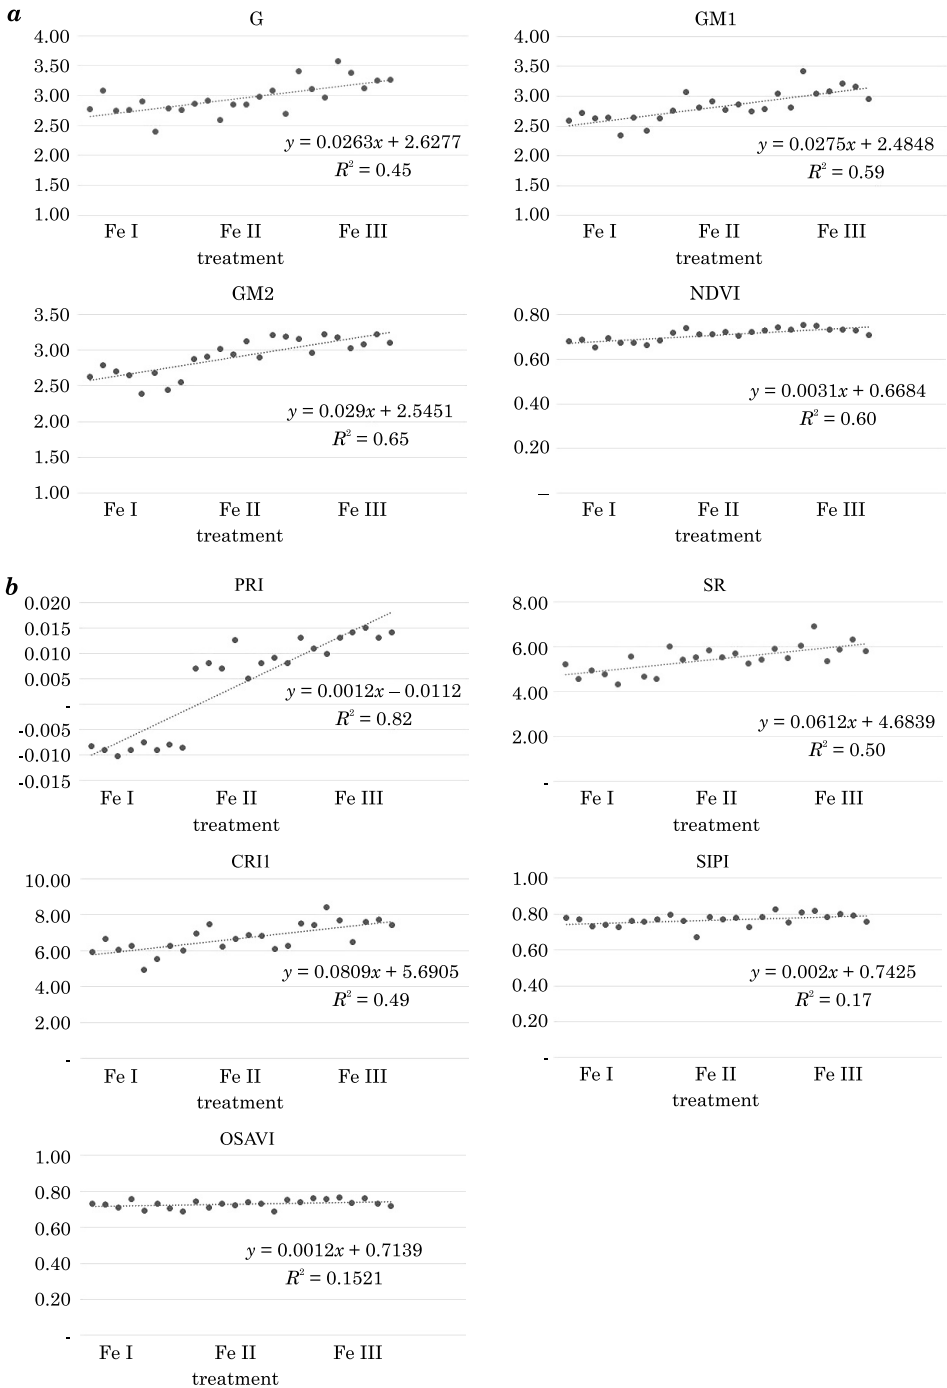 a
G
4.00
3.50
3.00
2.50
2.00
1.50
1.00
y = 0.0263x + 2.6277
R² = 0.45
Fe I Fe II Fe III
treatment
GM1
4.00
3.50
3.00
2.50
2.00
1.50
1.00
y = 0.0275x + 2.4848
R² = 0.59
Fe I Fe II Fe III
treatment
GM2
3.50
3.00
2.50
2.00
1.50
1.00
y = 0.029x + 2.5451
R² = 0.65
Fe I Fe II Fe III
treatment
NDVI
0.80
0.60
0.40
0.20
–
y = 0.0031x + 0.6684
R² = 0.60
Fe I Fe II Fe III
treatment
b
PRI
0.020
0.015
0.010
0.005
-
-0.005
-0.010
-0.015
y = 0.0012x – 0.0112
R² = 0.82
Fe I Fe II Fe III
treatment
SR
8.00
6.00
4.00
2.00
-
y = 0.0612x + 4.6839
R² = 0.50
Fe I Fe II Fe III
treatment
CRI1
10.00
8.00
6.00
4.00
2.00
-
y = 0.0809x + 5.6905
R² = 0.49
Fe I Fe II Fe III
treatment
SIPI
1.00
0.80
0.60
0.40
0.20
-
y = 0.002x + 0.7425
R² = 0.17
Fe I Fe II Fe III
treatment
OSAVI
1.00
0.80
0.60
0.40
0.20
-
y = 0.0012x + 0.7139
R² = 0.1521
Fe I Fe II Fe III
treatment